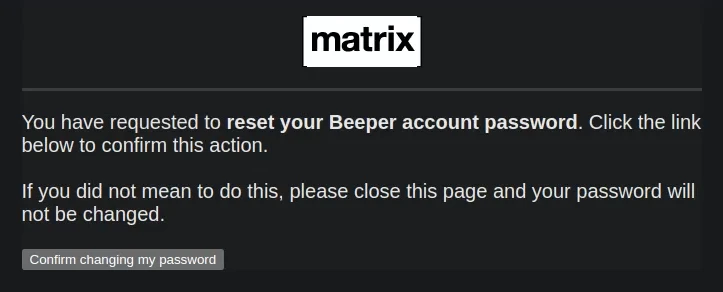 matrix
You have requested to reset your Beeper account password. Click the link
below to confirm this action.
If you did not mean to do this, please close this page and your password will
not be changed.
Confirm changing my password